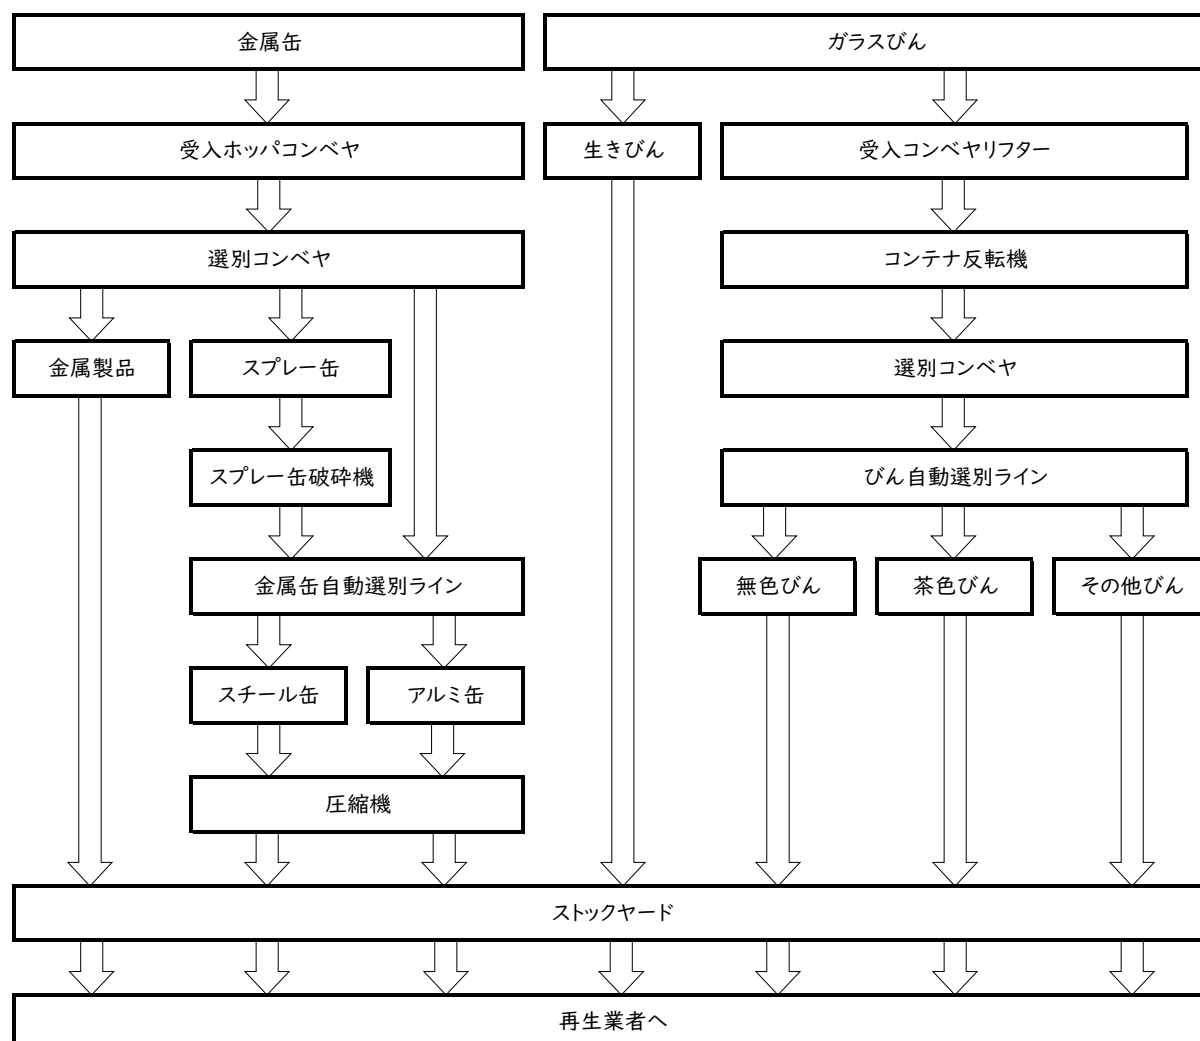 金属缶
ガラスびん
受入ホッパコンベヤ
生きびん
受入コンベヤリフター
選別コンベヤ
コンテナ反転機
金属製品
スプレー缶
選別コンベヤ
スプレー缶破砕機
びん自動選別ライン
金属缶自動選別ライン
無色びん
茶色びん
その他びん
スチール缶
アルミ缶
圧縮機
ストックヤード
再生業者へ